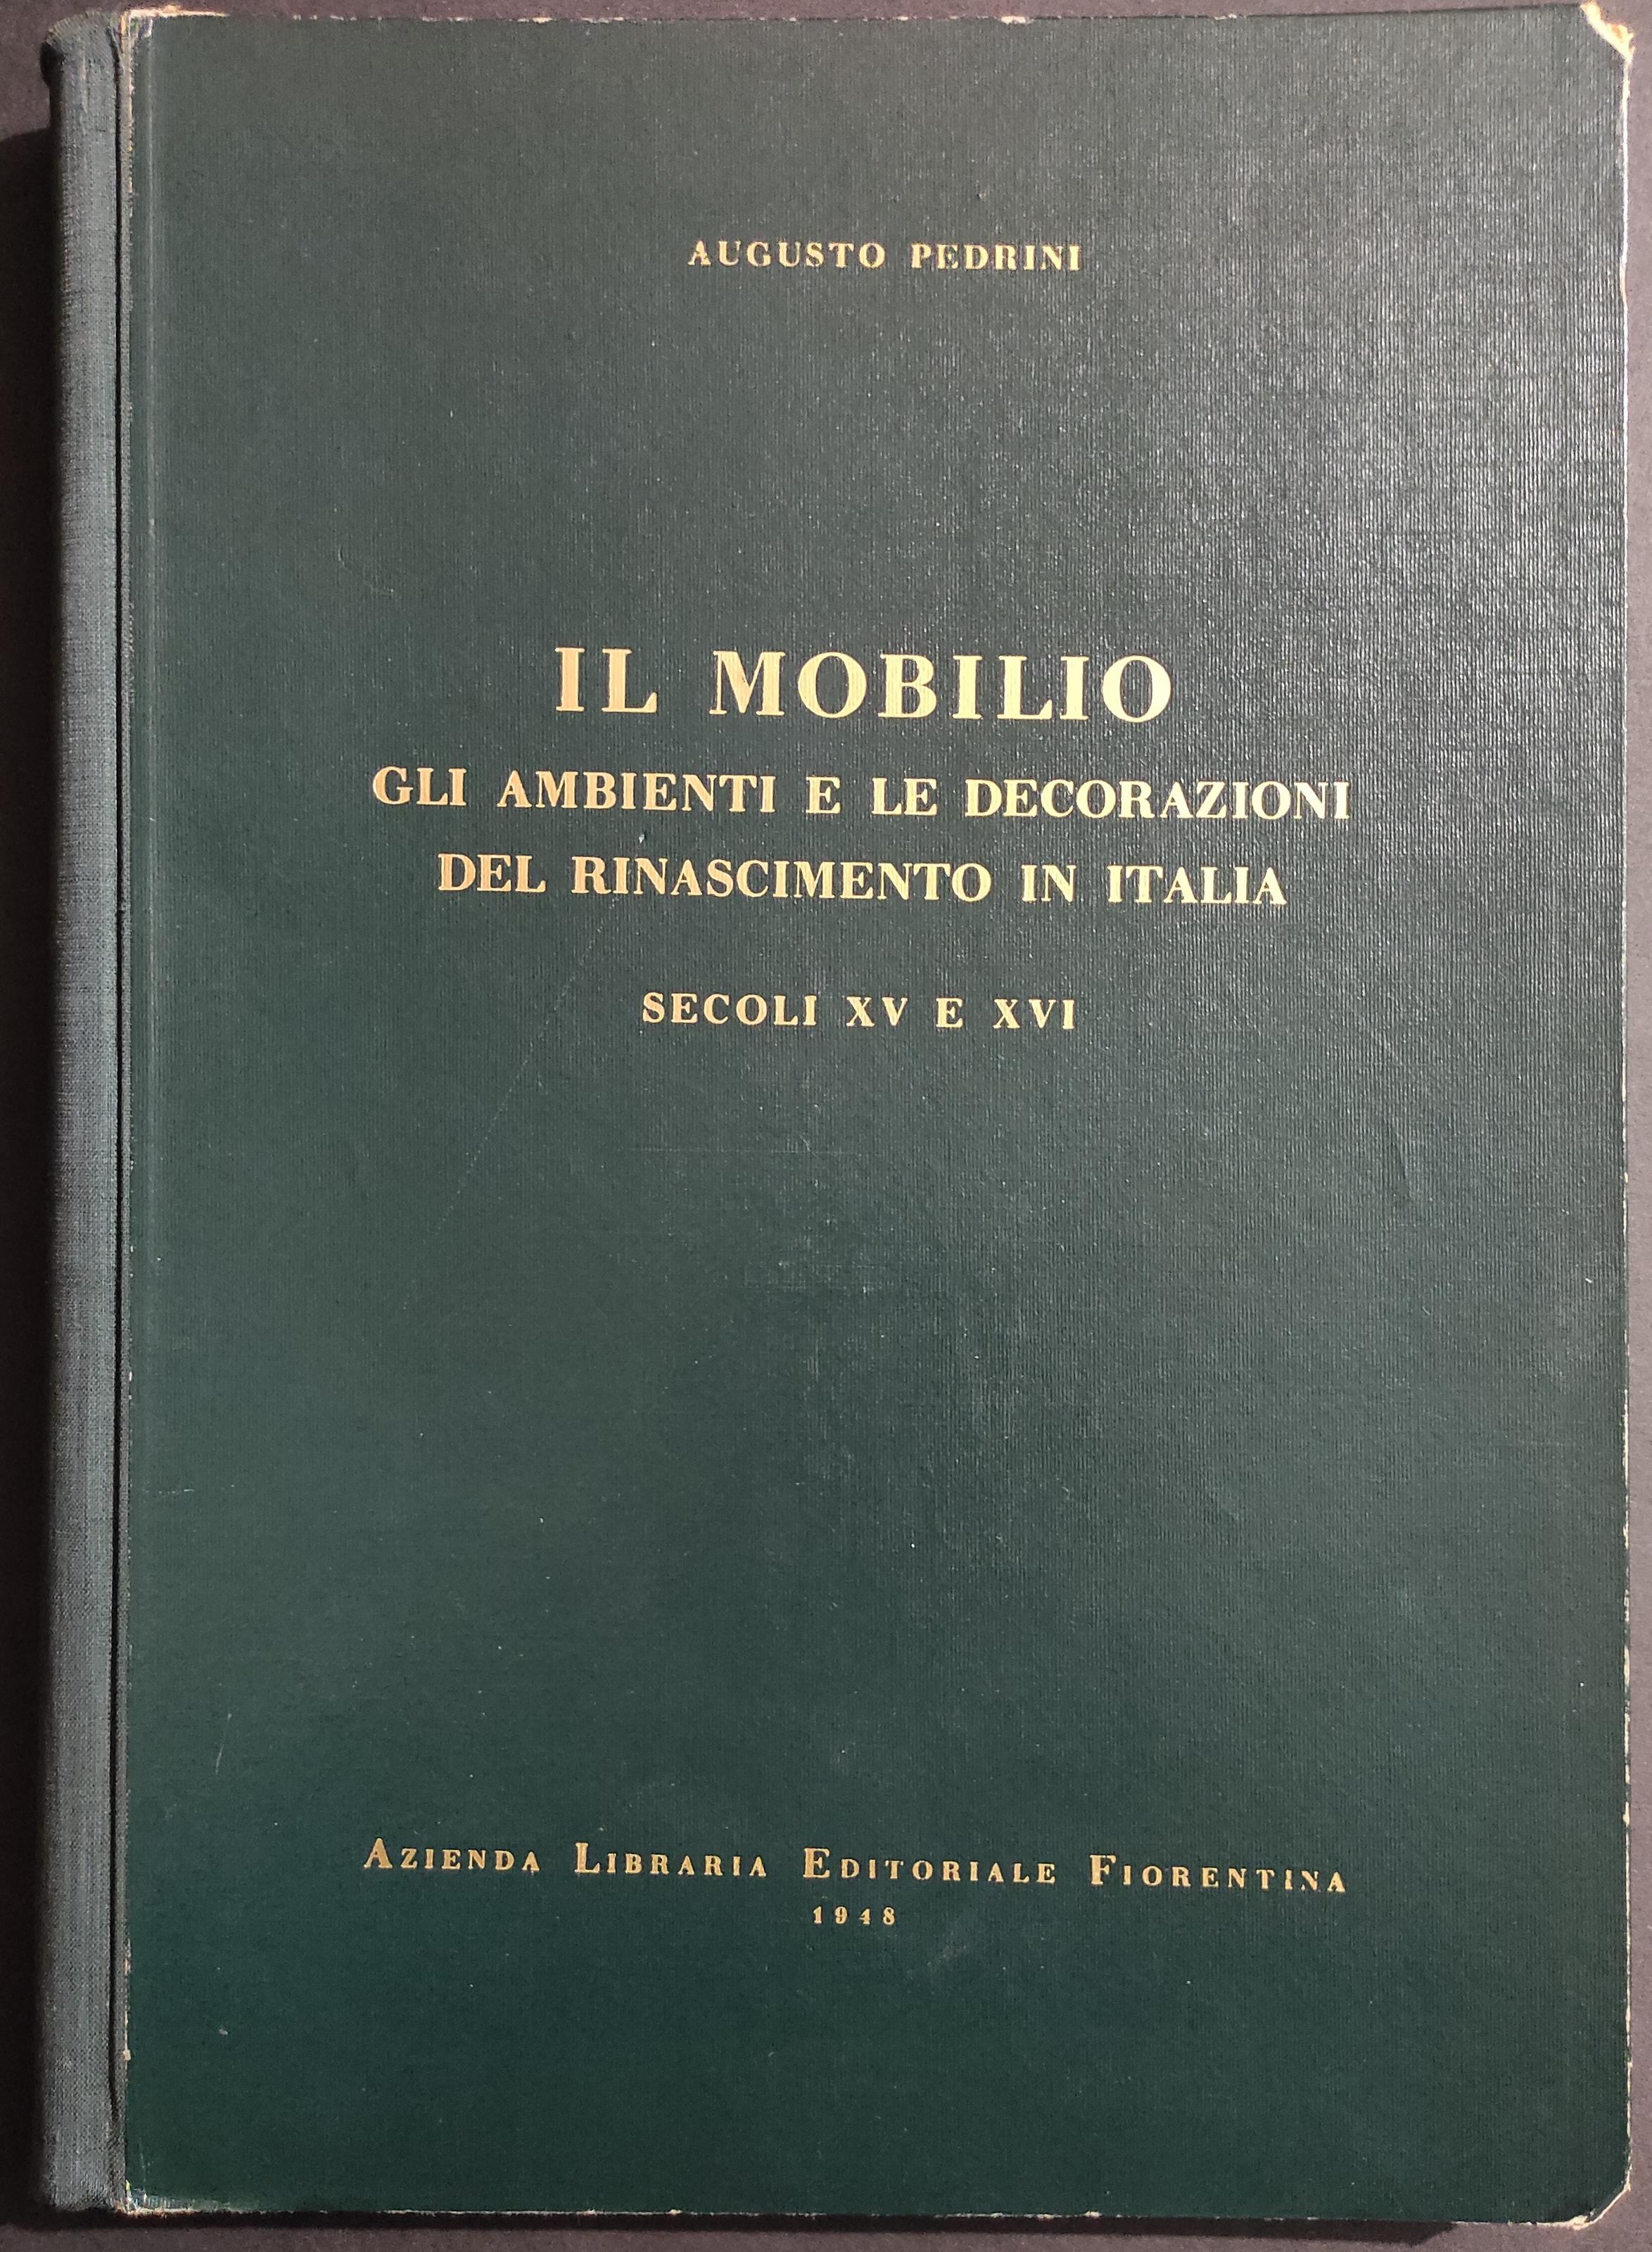 AUGUSTO PEDRINI
IL MOBILIO
GLI AMBIENTI E LE DECORAZIONI
DEL RINASCIMENTO IN ITALIA
SECOLI XV E XVI
AZIENDA LIBRARIA EDITORIALE FIORENTINA
1948